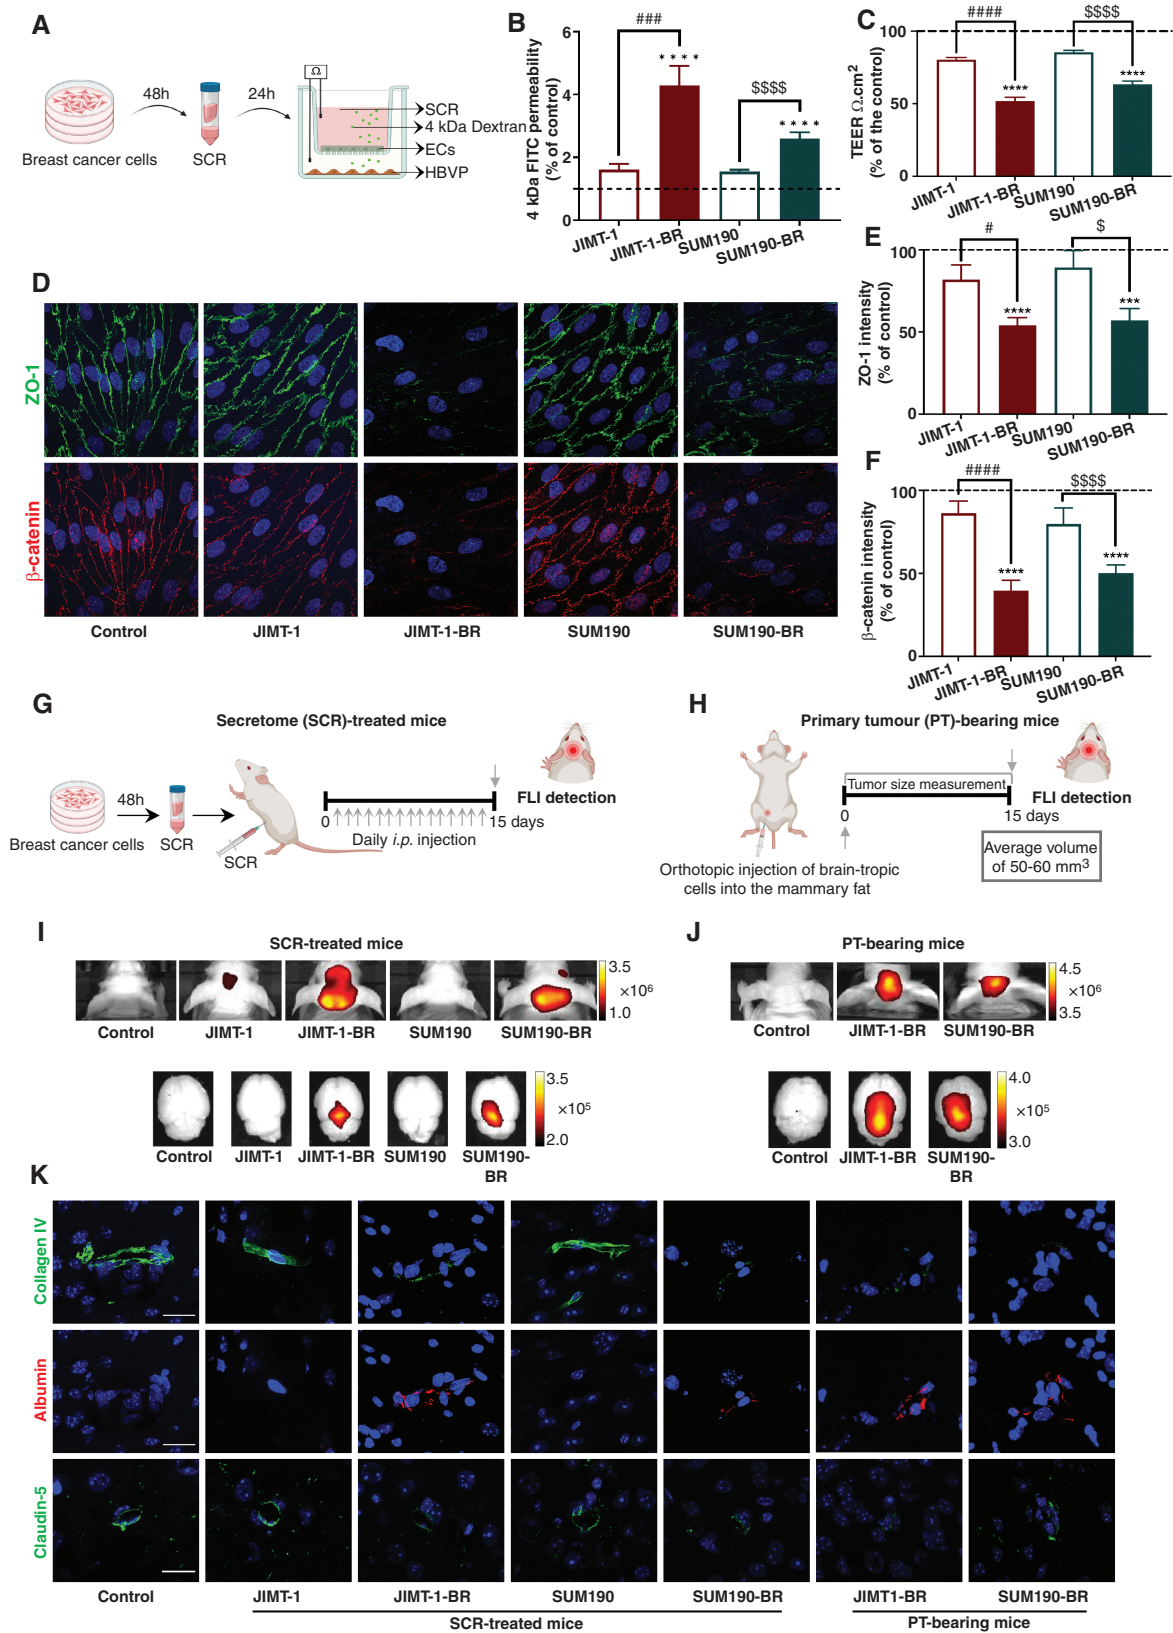 A
48h
24h
Breast cancer cells
SCR
Ω
SCR
4 kDa Dextran
ECs
HBVP
B
4 kDa FITC permeability
(% of control)
6
4
2
0
###
****
$$$$
****
JIMT-1
JIMT-1-BR
SUM190
SUM190-BR
C
TEER Ω.cm2
(% of the control)
100
50
0
####
$$$$
****
****
JIMT-1
JIMT-1-BR
SUM190
SUM190-BR
D
ZO-1
β-catenin
Control
JIMT-1
JIMT-1-BR
SUM190
SUM190-BR
E
ZO-1 intensity
(% of control)
100
50
0
#
$
****
***
JIMT-1
JIMT-1-BR
SUM190
SUM190-BR
F
β-catenin intensity
(% of control)
100
50
0
####
$$$$
****
****
JIMT-1
JIMT-1-BR
SUM190
SUM190-BR
G
Secretome (SCR)-treated mice
48h
Breast cancer cells
SCR
SCR
0
15 days
Daily i.p. injection
FLI detection
H
Primary tumour (PT)-bearing mice
Tumor size measurement
0
15 days
FLI detection
Orthotopic injection of brain-tropic
cells into the mammary fat
Average volume
of 50-60 mm3
I
SCR-treated mice
3.5
×10⁶
1.0
Control
JIMT-1
JIMT-1-BR
SUM190
SUM190-BR
3.5
×10⁵
2.0
Control
JIMT-1
JIMT-1-BR
SUM190
SUM190-
BR
J
PT-bearing mice
4.5
×10⁶
3.5
Control
JIMT-1-BR
SUM190-BR
4.0
×10⁵
3.0
Control
JIMT-1-BR
SUM190-
BR
K
Collagen IV
Albumin
Claudin-5
Control
JIMT-1
JIMT-1-BR
SUM190
SUM190-BR
JIMT1-BR
SUM190-BR
SCR-treated mice
PT-bearing mice